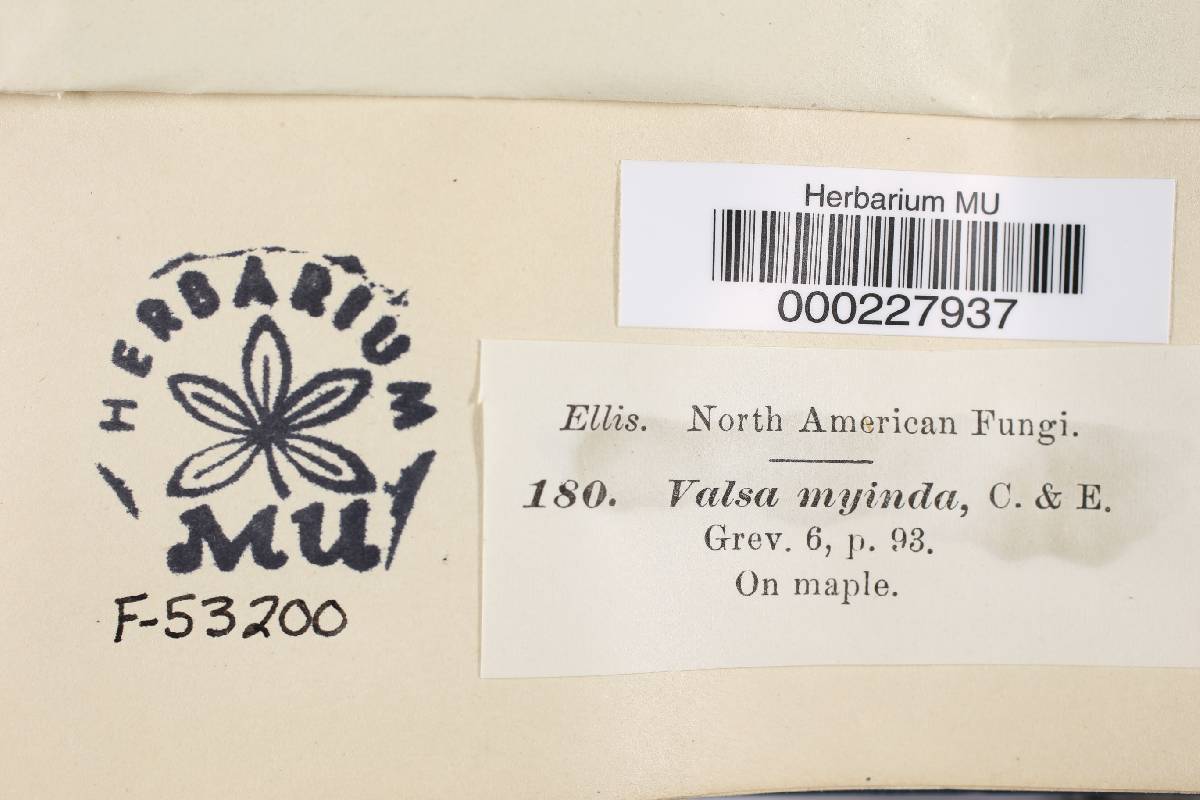 Herbarium MU
000227937
HERBARIUM
MU
F-53200
Ellis. North American Fungi.
180. Valsa myinda, C. & E.
Grev. 6, p. 93.
On maple.